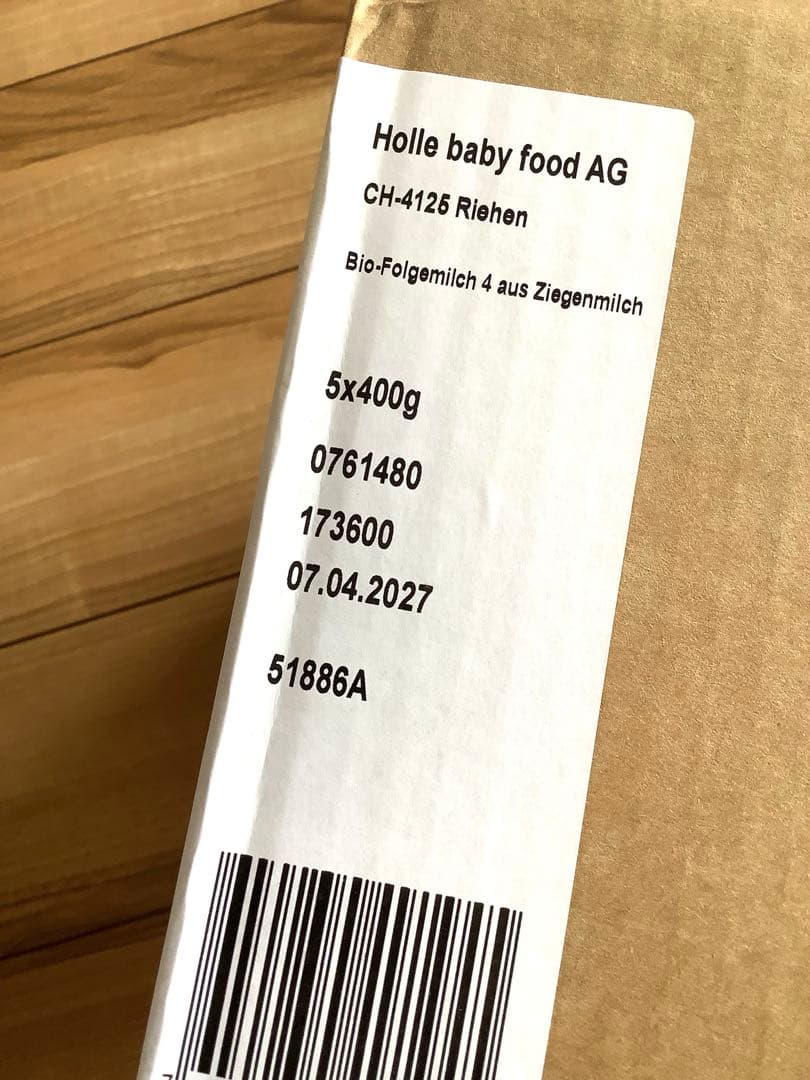 Holle baby food AG
CH-4125 Riehen
Bio-Folgemilch 4 aus Ziegenmilch
5x400g
0761480
173600
07.04.2027
51886A
7